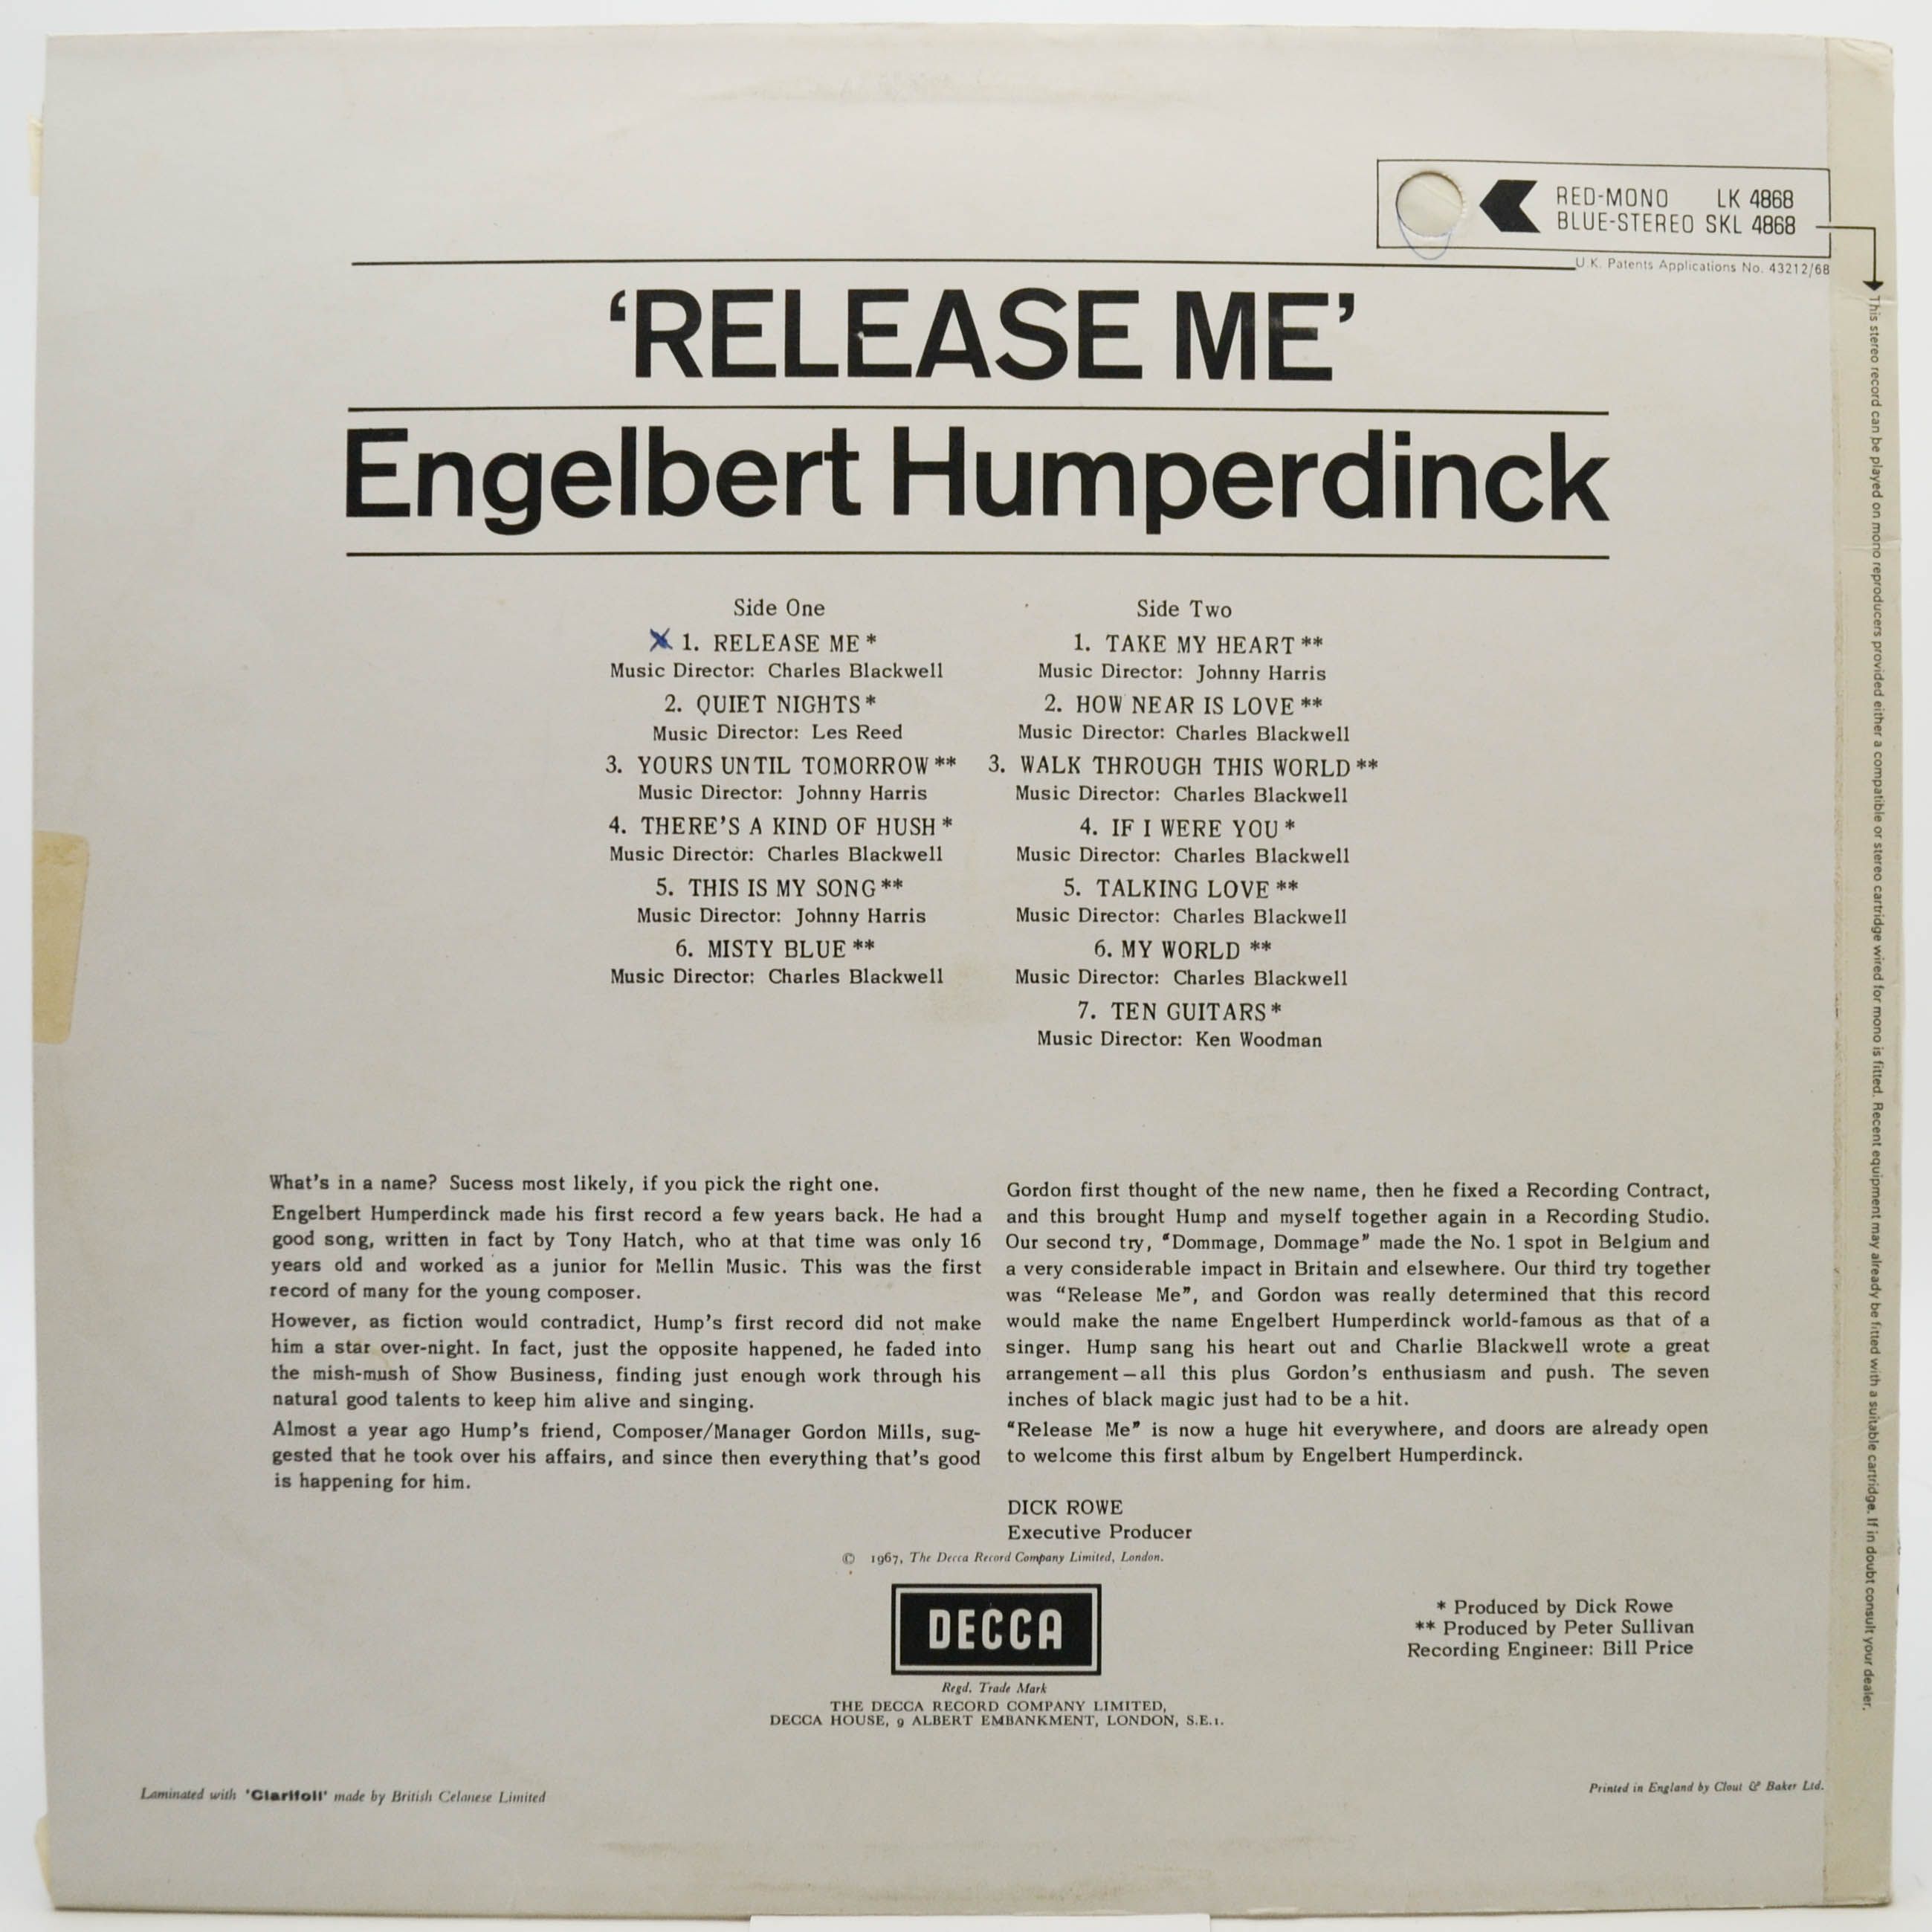 RED-MONO LK 4868
BLUE-STEREO SKL 4868
U.K. Patents Applications No. 43212/68
'RELEASE ME'
Engelbert Humperdinck
Side One
1. RELEASE ME *
Music Director: Charles Blackwell
2. QUIET NIGHTS *
Music Director: Les Reed
3. YOURS UNTIL TOMORROW **
Music Director: Johnny Harris
4. THERE'S A KIND OF HUSH *
Music Director: Charles Blackwell
5. THIS IS MY SONG **
Music Director: Johnny Harris
6. MISTY BLUE **
Music Director: Charles Blackwell
Side Two
1. TAKE MY HEART **
Music Director: Johnny Harris
2. HOW NEAR IS LOVE **
Music Director: Charles Blackwell
3. WALK THROUGH THIS WORLD **
Music Director: Charles Blackwell
4. IF I WERE YOU *
Music Director: Charles Blackwell
5. TALKING LOVE **
Music Director: Charles Blackwell
6. MY WORLD **
Music Director: Charles Blackwell
7. TEN GUITARS *
Music Director: Ken Woodman
What's in a name? Sucess most likely, if you pick the right one.
Engelbert Humperdinck made his first record a few years back. He had a
good song, written in fact by Tony Hatch, who at that time was only 16
years old and worked as a junior for Mellin Music. This was the first
record of many for the young composer.
However, as fiction would contradict, Hump's first record did not make
him a star over-night. In fact, just the opposite happened, he faded into
the mish-mush of Show Business, finding just enough work through his
natural good talents to keep him alive and singing.
Almost a year ago Hump's friend, Composer/Manager Gordon Mills, sug-
gested that he took over his affairs, and since then everything that's good
is happening for him.
Gordon first thought of the new name, then he fixed a Recording Contract,
and this brought Hump and myself together again in a Recording Studio.
Our second try, "Dommage, Dommage" made the No. 1 spot in Belgium and
a very considerable impact in Britain and elsewhere. Our third try together
was "Release Me", and Gordon was really determined that this record
would make the name Engelbert Humperdinck world-famous as that of a
singer. Hump sang his heart out and Charlie Blackwell wrote a great
arrangement – all this plus Gordon's enthusiasm and push. The seven
inches of black magic just had to be a hit.
"Release Me" is now a huge hit everywhere, and doors are already open
to welcome this first album by Engelbert Humperdinck.
DICK ROWE
Executive Producer
© 1967, The Decca Record Company Limited, London.
DECCA
Regd. Trade Mark
THE DECCA RECORD COMPANY LIMITED,
DECCA HOUSE, 9 ALBERT EMBANKMENT, LONDON, S.E.1.
* Produced by Dick Rowe
** Produced by Peter Sullivan
Recording Engineer: Bill Price
Laminated with 'Clarifoil' made by British Celanese Limited
Printed in England by Clout & Baker Ltd.
This stereo record can be played on mono reproducers provided either a compatible or stereo cartridge wired for mono is fitted. Recent equipment may already be fitted with a suitable cartridge. If in doubt consult your dealer.